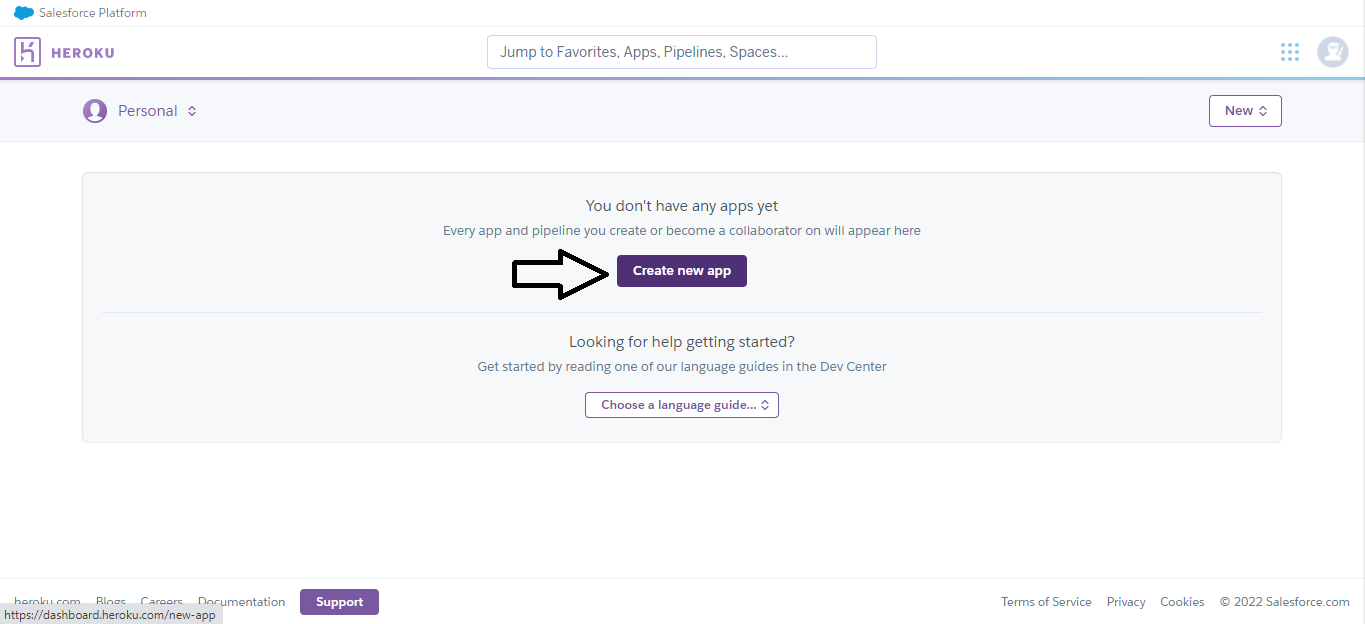 Salesforce Platform
HEROKU
Jump to Favorites, Apps, Pipelines, Spaces...
Personal
New
You don't have any apps yet
Every app and pipeline you create or become a collaborator on will appear here
Create new app
Looking for help getting started?
Get started by reading one of our language guides in the Dev Center
Choose a language guide...
heroku.com Blogs Careers Documentation Support Terms of Service Privacy Cookies © 2022 Salesforce.com
https://dashboard.heroku.com/new-app